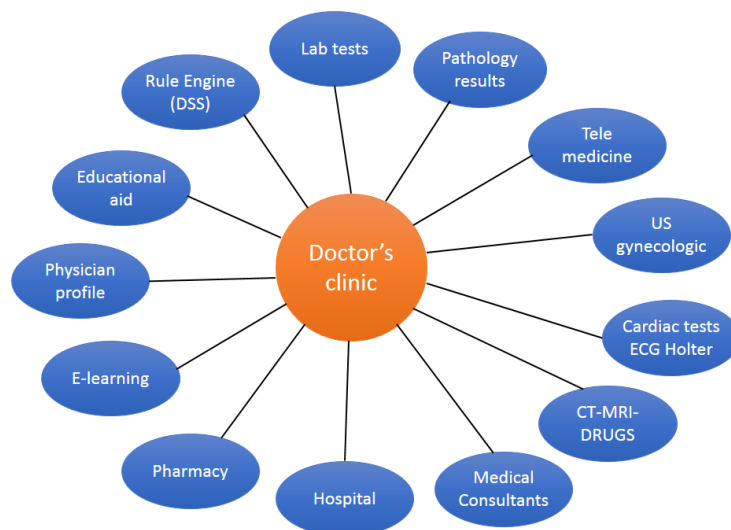 Lab tests
Pathology
results
Rule Engine
(DSS)
Tele
medicine
Educational
aid
US
gynecologic
Doctor's
clinic
Physician
profile
Cardiac tests
ECG Holter
E-learning
CT-MRI-
DRUGS
Pharmacy
Medical
Consultants
Hospital